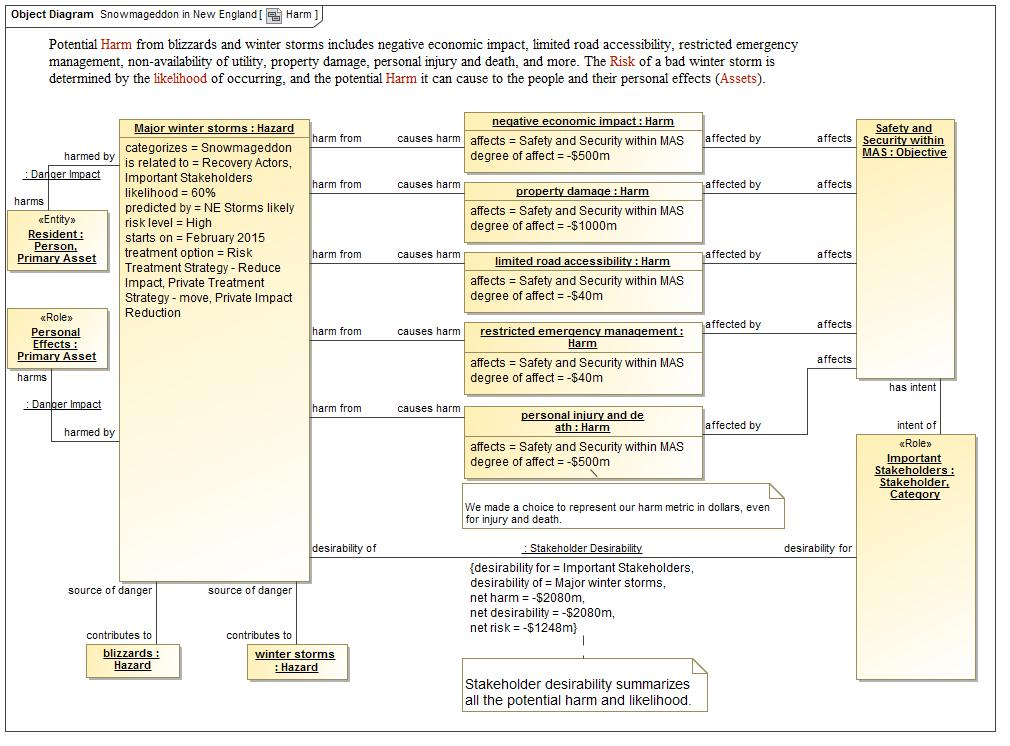 Object Diagram Snowmageddon in New England [ Harm ]
Potential Harm from blizzards and winter storms includes negative economic impact, limited road accessibility, restricted emergency
management, non-availability of utility, property damage, personal injury and death, and more. The Risk of a bad winter storm is
determined by the likelihood of occurring, and the potential Harm it can cause to the people and their personal effects (Assets).
harmed by
: Danger Impact
harms
«Entity»
Resident :
Person,
Primary Asset
«Role»
Personal
Effects :
Primary Asset
harms
: Danger Impact
harmed by
Major winter storms : Hazard
categorizes = Snowmageddon
is related to = Recovery Actors,
Important Stakeholders
likelihood = 60%
predicted by = NE Storms likely
risk level = High
starts on = February 2015
treatment option = Risk
Treatment Strategy - Reduce
Impact, Private Treatment
Strategy - move, Private Impact
Reduction
harm from causes harm
negative economic impact : Harm
affects = Safety and Security within MAS
degree of affect = -$500m
affected by affects
harm from causes harm
property damage : Harm
affects = Safety and Security within MAS
degree of affect = -$1000m
affected by affects
harm from causes harm
limited road accessibility : Harm
affects = Safety and Security within MAS
degree of affect = -$40m
affected by affects
harm from causes harm
restricted emergency management :
Harm
affects = Safety and Security within MAS
degree of affect = -$40m
affected by affects
harm from causes harm
personal injury and de
ath : Harm
affects = Safety and Security within MAS
degree of affect = -$500m
affected by affects
We made a choice to represent our harm metric in dollars, even
for injury and death.
Safety and
Security within
MAS : Objective
has intent
intent of
«Role»
Important
Stakeholders :
Stakeholder,
Category
desirability of : Stakeholder Desirability desirability for
{desirability for = Important Stakeholders,
desirability of = Major winter storms,
net harm = -$2080m,
net desirability = -$2080m,
net risk = -$1248m}
Stakeholder desirability summarizes
all the potential harm and likelihood.
source of danger source of danger
contributes to contributes to
blizzards :
Hazard
winter storms
: Hazard